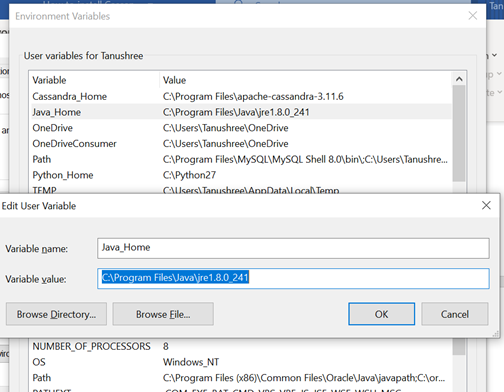 Environment Variables
User variables for Tanushree
Variable Value
Cassandra_Home C:\Program Files\apache-cassandra-3.11.6
Java_Home C:\Program Files\Java\jre1.8.0_241
OneDrive C:\Users\Tanushree\OneDrive
OneDriveConsumer C:\Users\Tanushree\OneDrive
Path C:\Program Files\MySQL\MySQL Shell 8.0\bin\;C:\Users\Tanushree...
Python_Home C:\Python27
TEMP C:\Users\Tanushree\AppData\Local\Temp
Edit User Variable
Variable name: Java_Home
Variable value: C:\Program Files\Java\jre1.8.0_241
Browse Directory... Browse File... OK Cancel
NUMBER_OF_PROCESSORS 8
OS Windows_NT
Path C:\Program Files (x86)\Common Files\Oracle\Java\javapath;C:\or...